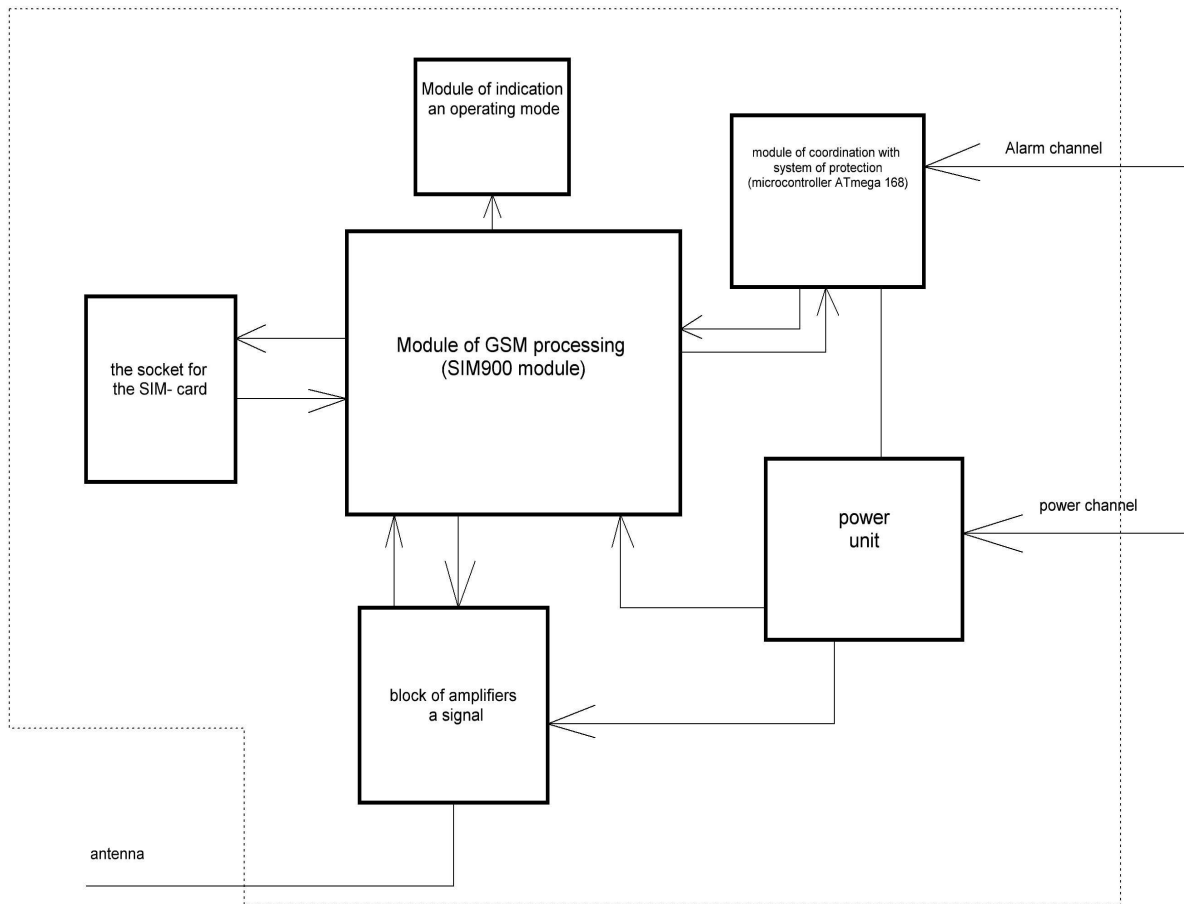 Module of indication
an operating mode
module of coordination with
system of protection
(microcontroller ATmega 168)
Alarm channel
Module of GSM processing
(SIM900 module)
the socket for
the SIM- card
power channel
power
unit
block of amplifiers
a signal
antenna